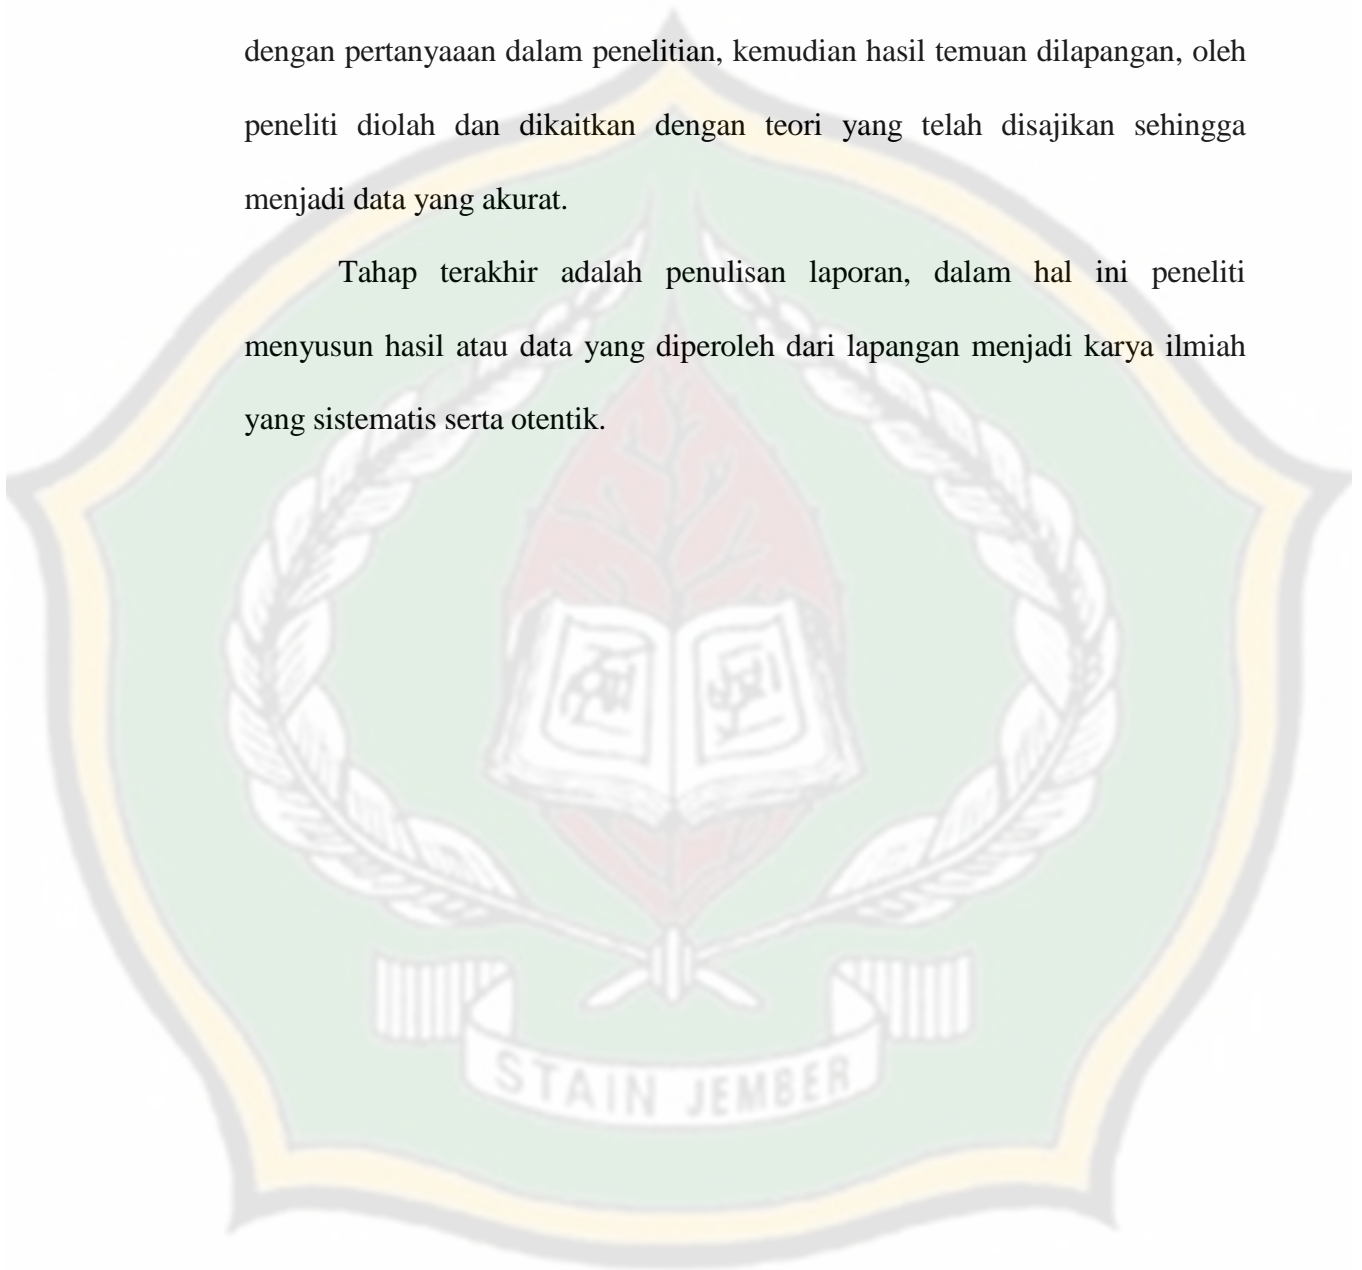 dengan pertanyaaan dalam penelitian, kemudian hasil temuan dilapangan, oleh
peneliti diolah dan dikaitkan dengan teori yang telah disajikan sehingga
menjadi data yang akurat.
Tahap terakhir adalah penulisan laporan, dalam hal ini peneliti
menyusun hasil atau data yang diperoleh dari lapangan menjadi karya ilmiah
yang sistematis serta otentik.
STAIN JEMBER